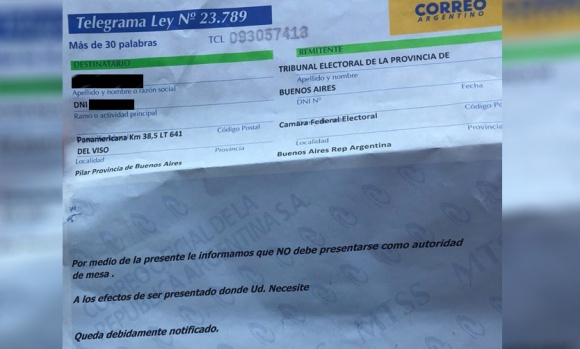 Telegrama Ley Nº 23.789
CORREO
ARGENTINO
Más de 30 palabras
TCL 093057413
DESTINATARIO
REMITENTE
TRIBUNAL ELECTORAL DE LA PROVINCIA DE
Apellido y nombre o razón social
Apellido y nombre
BUENOS AIRES
DNI
DNI Nº
Fecha
Ramo o actividad principal
Camara Federal Electoral
Código Po
Panamericana Km 38,5 LT 641
Código Postal
DEL VISO
Localidad
Provincia
Localidad
Provincia
Pilar Provincia de Buenos Aires
Buenos Aires Rep Argentina
Por medio de la presente le informamos que NO debe presentarse como autoridad
de mesa .
A los efectos de ser presentado donde Ud. Necesite
Queda debidamente notificado.
MTSS